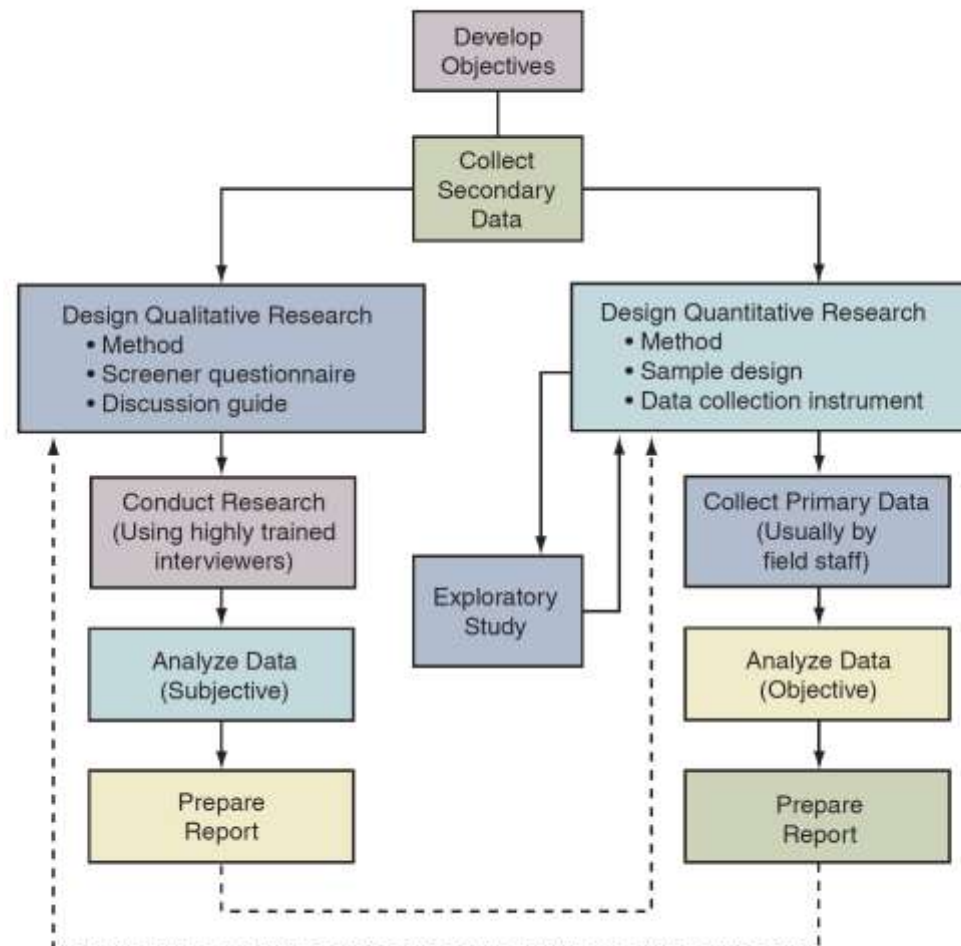 Develop
Objectives
Collect
Secondary
Data
Design Qualitative Research
• Method
• Screener questionnaire
• Discussion guide
Design Quantitative Research
• Method
• Sample design
• Data collection instrument
Conduct Research
(Using highly trained
interviewers)
Exploratory
Study
Collect Primary Data
(Usually by
field staff)
Analyze Data
(Subjective)
Analyze Data
(Objective)
Prepare
Report
Prepare
Report